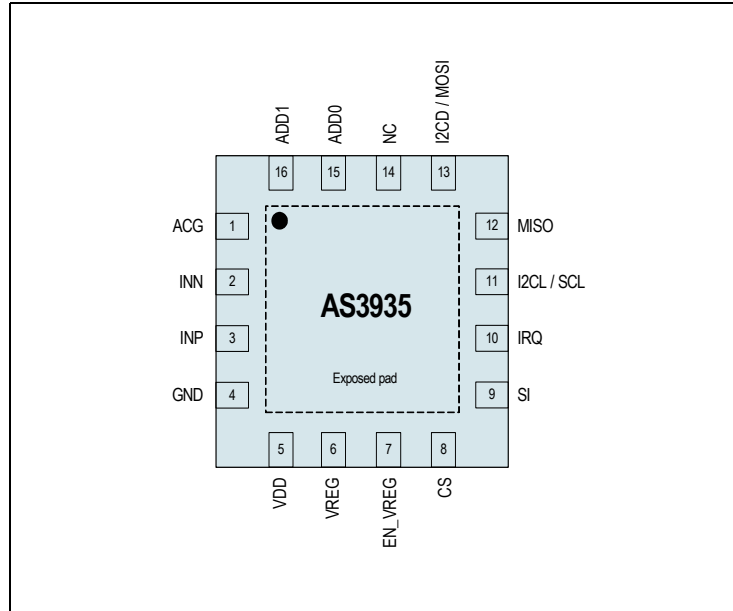 ADD1
ADD0
NC
I2CD / MOSI
16
15
14
13
ACG
1
12
MISO
INN
2
11
I2CL / SCL
AS3935
INP
3
10
IRQ
Exposed pad
GND
4
9
SI
5
6
7
8
VDD
VREG
EN_VREG
CS